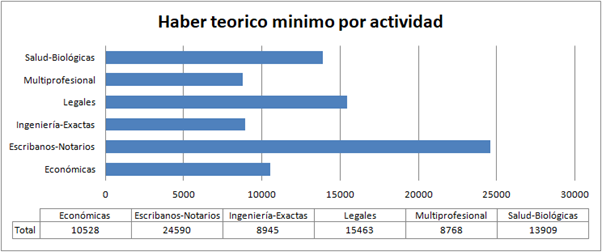 Haber teorico minimo por actividad
Salud-Biológicas
Multiprofesional
Legales
Ingeniería-Exactas
Escribanos-Notarios
Económicas
0 5000 10000 15000 20000 25000 30000
Económicas Escribanos-Notarios Ingeniería-Exactas Legales Multiprofesional Salud-Biológicas
Total 10528 24590 8945 15463 8768 13909